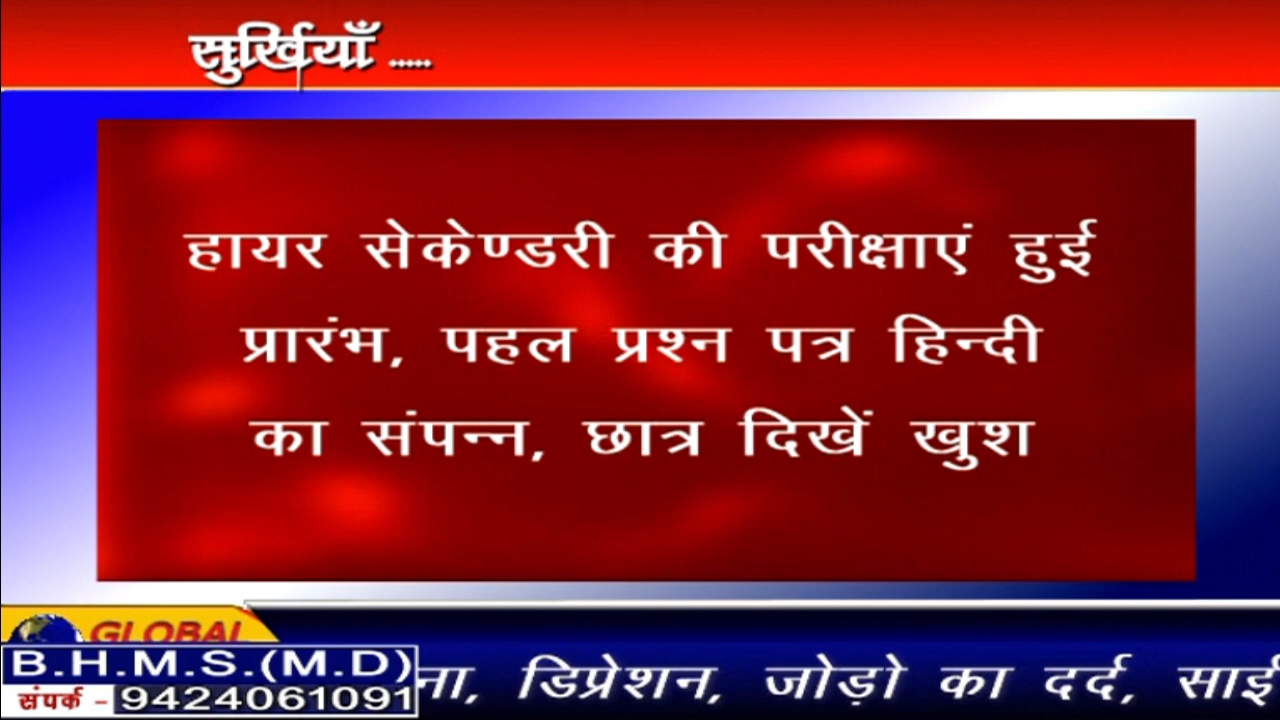 सुर्खियाँ .....
हायर सेकेण्डरी की परीक्षाएं हुई
प्रारंभ, पहल प्रश्न पत्र हिन्दी
का संपन्न, छात्र दिखें खुश
GLOBAL
B.H.M.S.(M.D)
संपर्क - 9424061091
ना, डिप्रेशन, जोड़ो का दर्द, साई